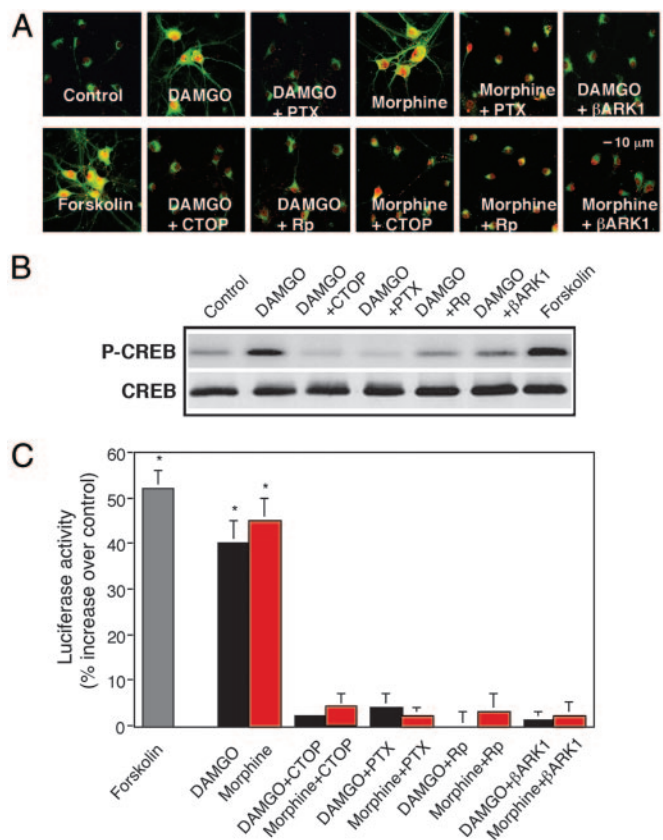 A
Control
DAMGO
DAMGO
+ PTX
Morphine
Morphine
+ PTX
DAMGO
+ βARK1
Forskolin
DAMGO
+ CTOP
DAMGO
+ Rp
Morphine
+ CTOP
Morphine
+ Rp
10 μm
Morphine
+ βARK1
B
Control
DAMGO
DAMGO
+CTOP
DAMGO
+PTX
DAMGO
+Rp
DAMGO
+βARK1
Forskolin
P-CREB
CREB
C
Luciferase activity
(% increase over control)
60
50
40
30
20
10
0
*
*
*
Forskolin
DAMGO
Morphine
DAMGO+CTOP
Morphine+CTOP
DAMGO+PTX
Morphine+PTX
DAMGO+Rp
Morphine+Rp
DAMGO+βARK1
Morphine+βARK1